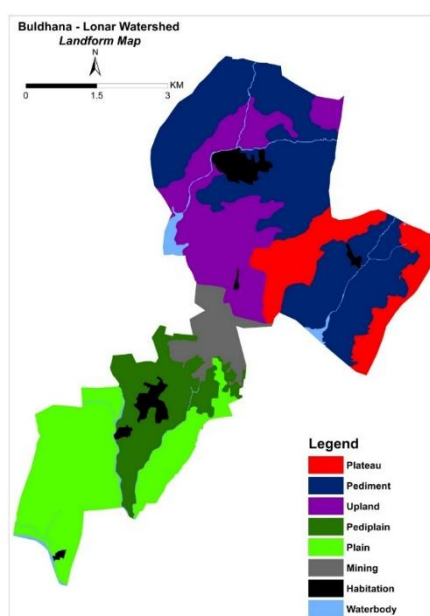 Buldhana - Lonar Watershed
Landform Map
N
KM
0 1.5 3
Legend
Plateau
Pediment
Upland
Pediplain
Plain
Mining
Habitation
Waterbody